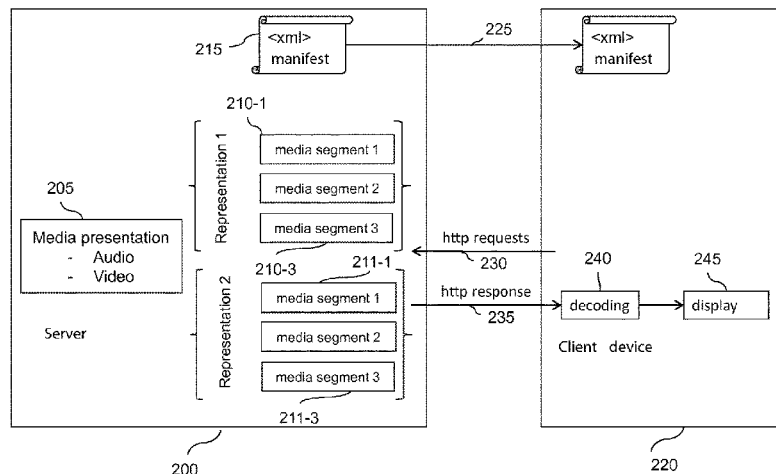 215
<xml>
manifest
225
<xml>
manifest
210-1
Representation 1
media segment 1
media segment 2
media segment 3
205
Media presentation
- Audio
- Video
http requests
230
210-3
211-1
240
245
Representation 2
media segment 1
media segment 2
media segment 3
http response
235
decoding
display
Server
Client device
211-3
200
220